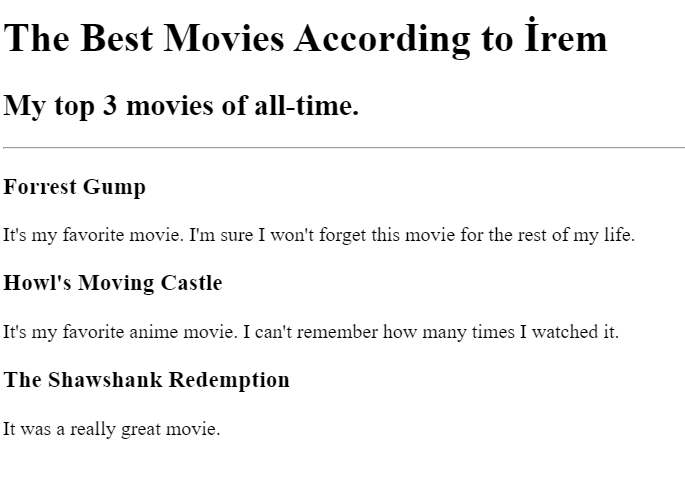 The Best Movies According to İrem
My top 3 movies of all-time.
Forrest Gump
It's my favorite movie. I'm sure I won't forget this movie for the rest of my life.
Howl's Moving Castle
It's my favorite anime movie. I can't remember how many times I watched it.
The Shawshank Redemption
It was a really great movie.